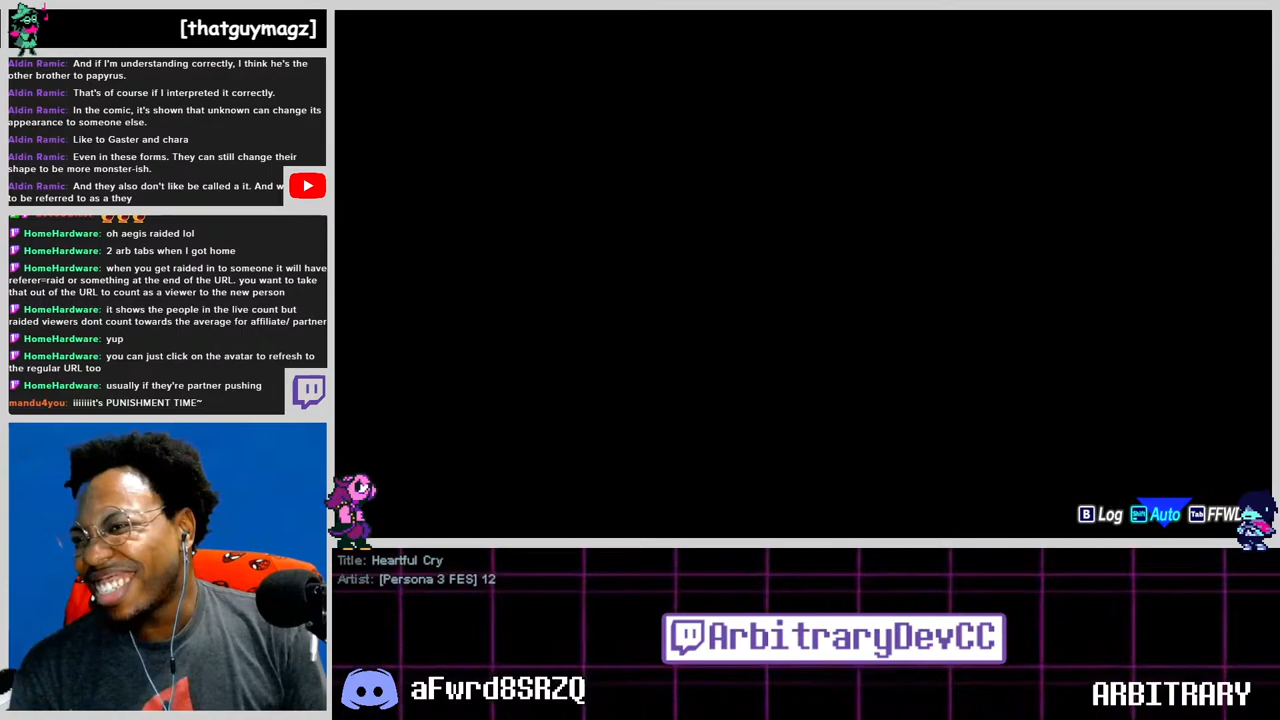 [thatguymagz]
Aldin Ramic: And if I'm understanding correctly, I think he's the
other brother to papyrus.
Aldin Ramic: That's of course if I interpreted it correctly.
Aldin Ramic: In the comic, it's shown that unknown can change its
appearance to someone else.
Aldin Ramic: Like to Gaster and chara
Aldin Ramic: Even in these forms. They can still change their
shape to be more monster-ish.
Aldin Ramic: And they also don't like be called a it. And w
to be referred to as a they
HomeHardware: oh aegis raided lol
HomeHardware: 2 arb tabs when I got home
HomeHardware: when you get raided in to someone it will have
referer=raid or something at the end of the URL. you want to take
that out of the URL to count as a viewer to the new person
HomeHardware: it shows the people in the live count but
raided viewers dont count towards the average for affiliate/ partner
HomeHardware: yup
HomeHardware: you can just click on the avatar to refresh to
the regular URL too
HomeHardware: usually if they're partner pushing
mandu4you: iiiiiiit's PUNISHMENT TIME~
B Log Shift Auto Tab FFWD
Title: Heartful Cry
Artist: [Persona 3 FES] 12
ArbitraryDevCC
aFwrd8SRZQ
ARBITRARY